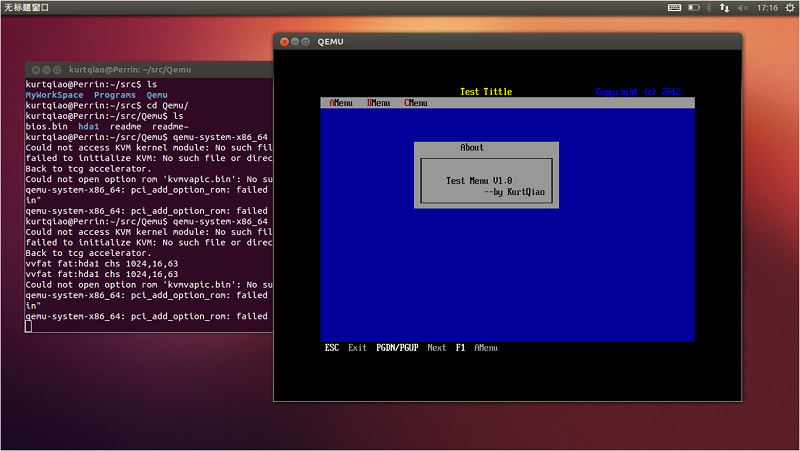 无标题窗口
17:16
kurtqiao@Perrin: ~/src/Qemu
kurtqiao@Perrin:~/src$ ls
MyWorkSpace Programs Qemu
kurtqiao@Perrin:~/src$ cd Qemu/
kurtqiao@Perrin:~/src/Qemu$ ls
bios.bin hda1 readme readme~
kurtqiao@Perrin:~/src/Qemu$ qemu-system-x86_64
Could not access KVM kernel module: No such fil
failed to initialize KVM: No such file or direc
Back to tcg accelerator.
Could not open option rom 'kvmvapic.bin': No su
qemu-system-x86_64: pci_add_option_rom: failed
in"
qemu-system-x86_64: pci_add_option_rom: failed
kurtqiao@Perrin:~/src/Qemu$ qemu-system-x86_64
Could not access KVM kernel module: No such fil
failed to initialize KVM: No such file or direc
Back to tcg accelerator.
vvfat fat:hda1 chs 1024,16,63
vvfat fat:hda1 chs 1024,16,63
Could not open option rom 'kvmvapic.bin': No su
qemu-system-x86_64: pci_add_option_rom: failed
in"
qemu-system-x86_64: pci_add_option_rom: failed
QEMU
Test Tittle
Copyright (c) 2012
AMenu BMenu CMenu
About
Test Menu V1.0
--by KurtQiao
ESC Exit PGDN/PGUP Next F1 AMenu